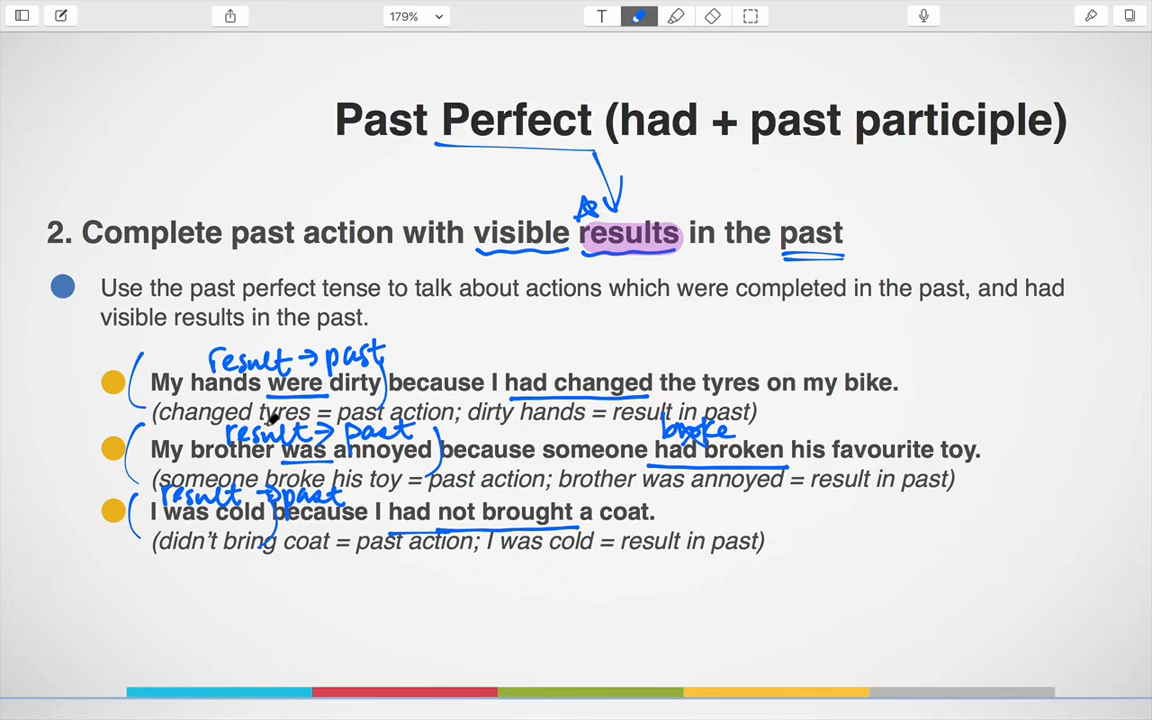 179%
T
Past Perfect (had + past participle)
2. Complete past action with visible results in the past
Use the past perfect tense to talk about actions which were completed in the past, and had
visible results in the past.
result → past
My hands were dirty because I had changed the tyres on my bike.
(changed tyres = past action; dirty hands = result in past)
result → past broke
My brother was annoyed because someone had broken his favourite toy.
(someone broke his toy = past action; brother was annoyed = result in past)
result → past
I was cold because I had not brought a coat.
(didn't bring coat = past action; I was cold = result in past)